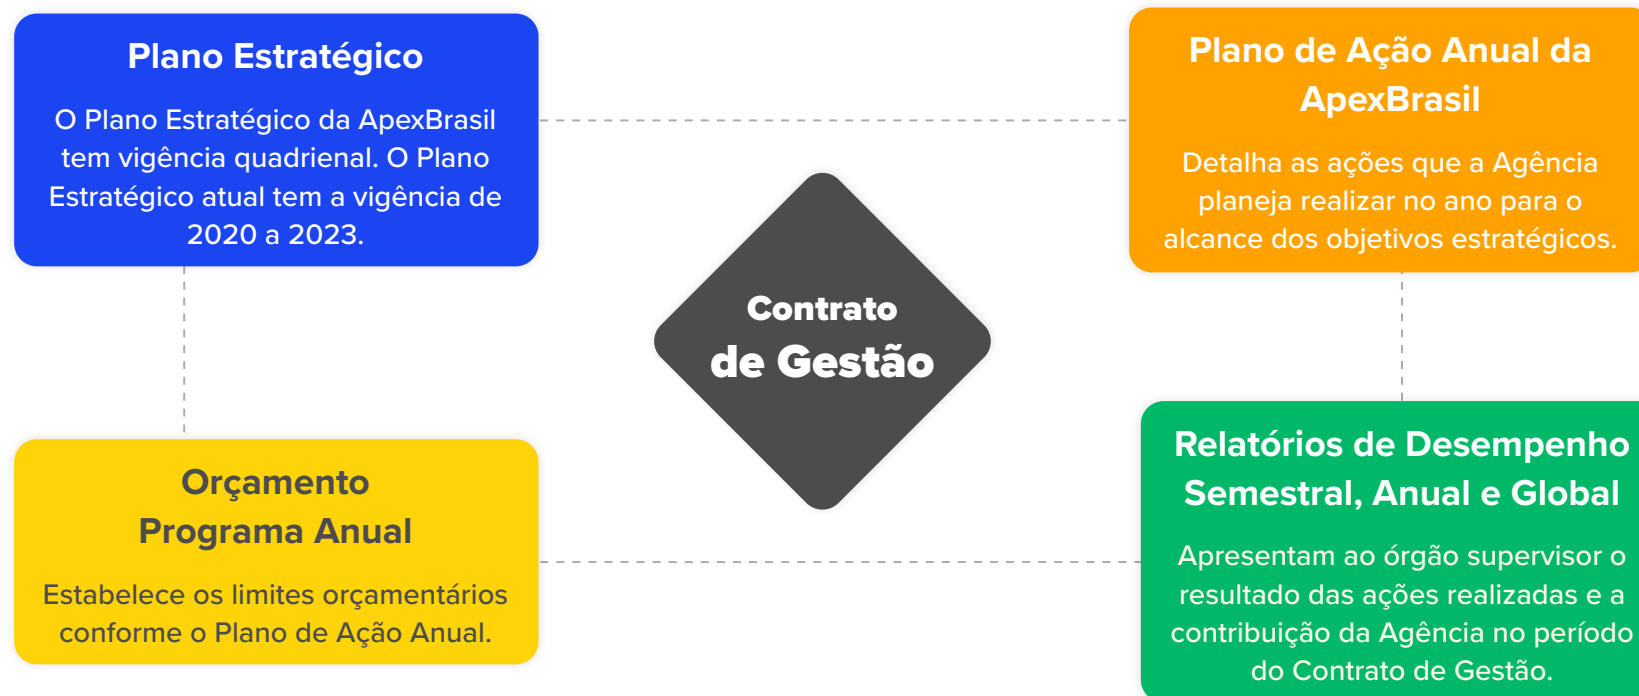 Plano Estratégico
O Plano Estratégico da ApexBrasil
tem vigência quadrienal. O Plano
Estratégico atual tem a vigência de
2020 a 2023.
Plano de Ação Anual da
ApexBrasil
Detalha as ações que a Agência
planeja realizar no ano para o
alcance dos objetivos estratégicos.
Contrato
de Gestão
Orçamento
Programa Anual
Estabelece os limites orçamentários
conforme o Plano de Ação Anual.
Relatórios de Desempenho
Semestral, Anual e Global
Apresentam ao órgão supervisor o
resultado das ações realizadas e a
contribuição da Agência no período
do Contrato de Gestão.